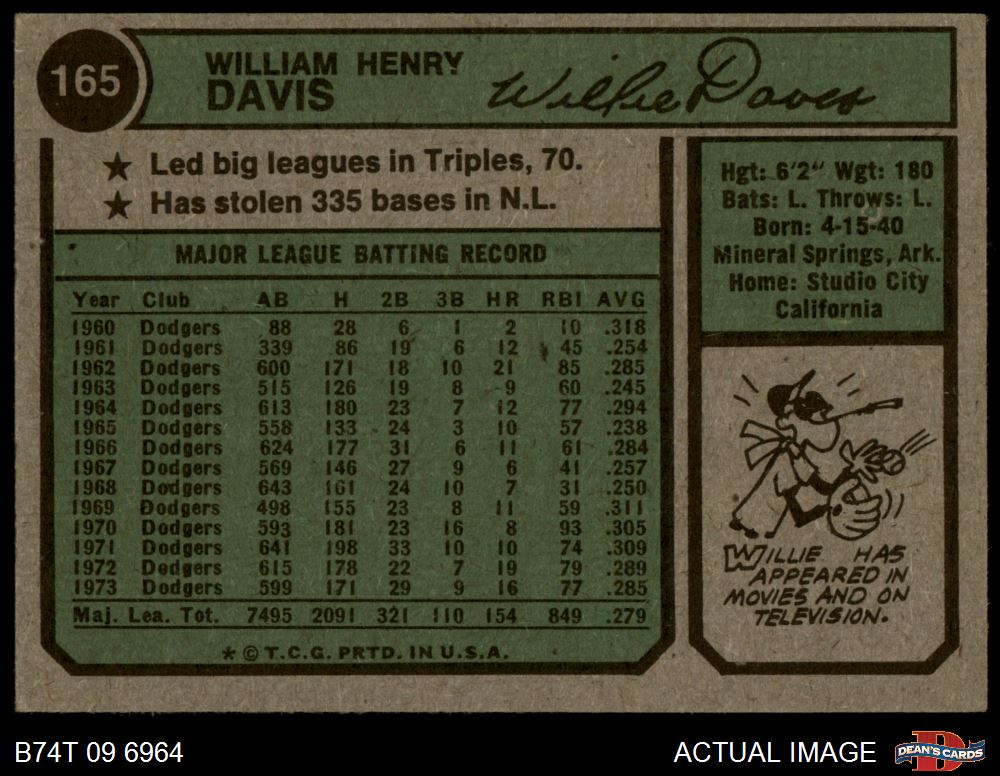 165
WILLIAM HENRY
DAVIS
Willie Davis
★ Led big leagues in Triples, 70.
★ Has stolen 335 bases in N.L.
MAJOR LEAGUE BATTING RECORD
Year Club AB H 2B 3B HR RBI AVG
1960 Dodgers 88 28 6 1 2 10 .318
1961 Dodgers 339 86 19 6 12 45 .254
1962 Dodgers 600 171 18 10 21 85 .285
1963 Dodgers 515 126 19 8 9 60 .245
1964 Dodgers 613 180 23 7 12 77 .294
1965 Dodgers 558 133 24 3 10 57 .238
1966 Dodgers 624 177 31 6 11 61 .284
1967 Dodgers 569 146 27 9 6 41 .257
1968 Dodgers 643 161 24 10 7 31 .250
1969 Dodgers 498 155 23 8 11 59 .311
1970 Dodgers 593 181 23 16 8 93 .305
1971 Dodgers 641 198 33 10 10 74 .309
1972 Dodgers 615 178 22 7 19 79 .289
1973 Dodgers 599 171 29 9 16 77 .285
Maj. Lea. Tot. 7495 2091 321 110 154 849 .279
* © T.C.G. PRTD. IN U.S.A.
Hgt: 6'2" Wgt: 180
Bats: L. Throws: L.
Born: 4-15-40
Mineral Springs, Ark.
Home: Studio City
California
WILLIE HAS
APPEARED IN
MOVIES AND ON
TELEVISION.
B74T 09 6964
ACTUAL IMAGE
DEAN'S CARDS